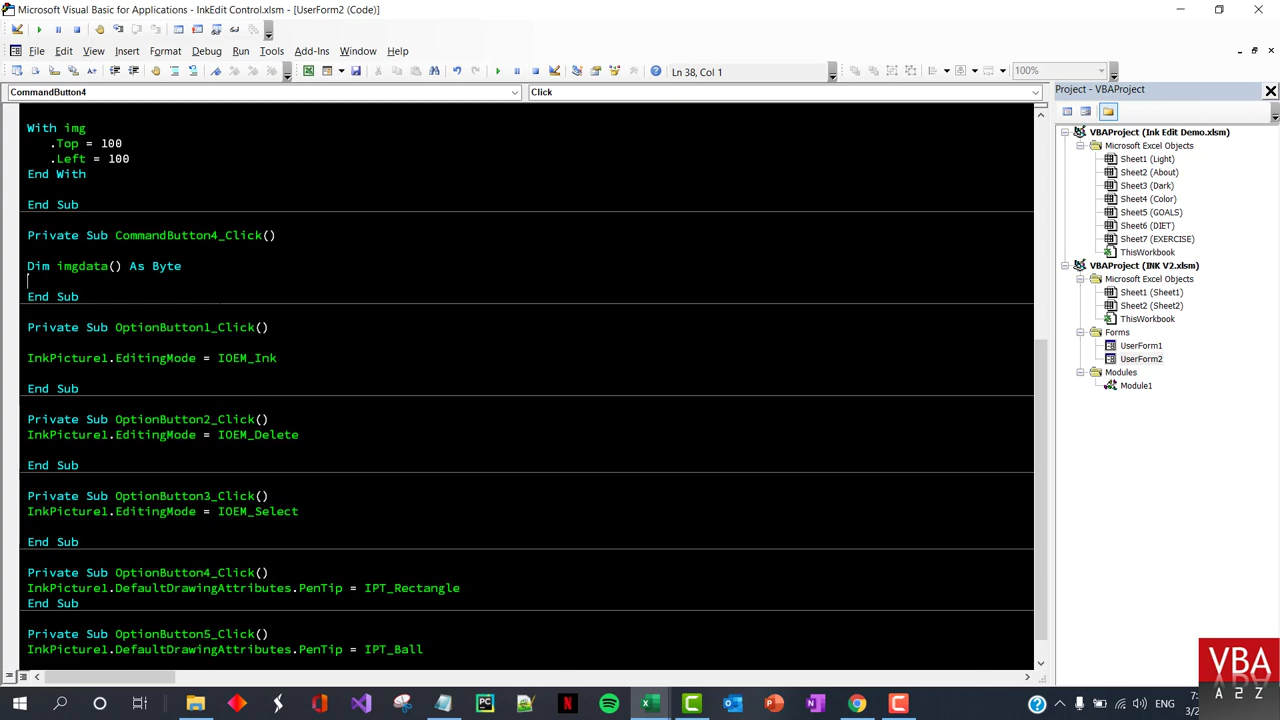 Microsoft Visual Basic for Applications - InkEdit Control.xlsm - [UserForm2 (Code)]
File Edit View Insert Format Debug Run Tools Add-Ins Window Help
Ln 38, Col 1
100%
CommandButton4
Click
With img
.Top = 100
.Left = 100
End With
End Sub
Private Sub CommandButton4_Click()
Dim imgdata() As Byte
End Sub
Private Sub OptionButton1_Click()
InkPicture1.EditingMode = IOEM_Ink
End Sub
Private Sub OptionButton2_Click()
InkPicture1.EditingMode = IOEM_Delete
End Sub
Private Sub OptionButton3_Click()
InkPicture1.EditingMode = IOEM_Select
End Sub
Private Sub OptionButton4_Click()
InkPicture1.DefaultDrawingAttributes.PenTip = IPT_Rectangle
End Sub
Private Sub OptionButton5_Click()
InkPicture1.DefaultDrawingAttributes.PenTip = IPT_Ball
Project - VBAProject
VBAProject (Ink Edit Demo.xlsm)
Microsoft Excel Objects
Sheet1 (Light)
Sheet2 (About)
Sheet3 (Dark)
Sheet4 (Color)
Sheet5 (GOALS)
Sheet6 (DIET)
Sheet7 (EXERCISE)
ThisWorkbook
VBAProject (INK V2.xlsm)
Microsoft Excel Objects
Sheet1 (Sheet1)
Sheet2 (Sheet2)
ThisWorkbook
Forms
UserForm1
UserForm2
Modules
Module1
VBA
A 2 Z
ENG